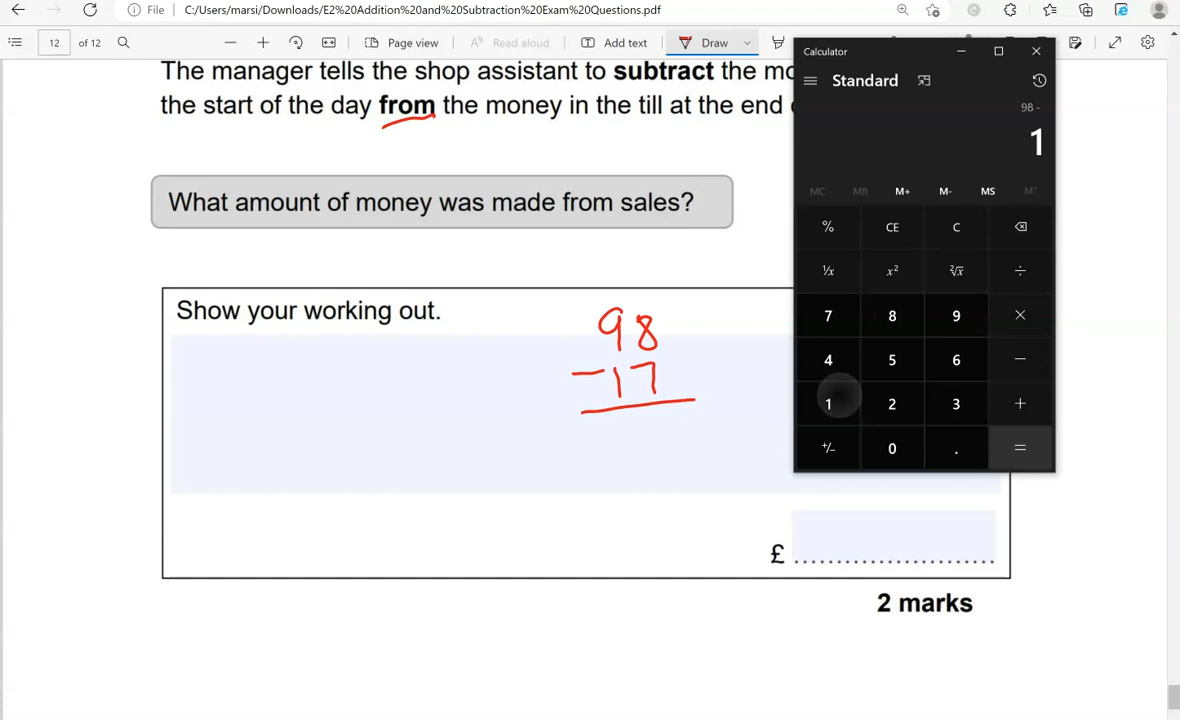 File C:/Users/marsi/Downloads/E2%20Addition%20and%20Subtraction%20Exam%20Questions.pdf
12 of 12 Page view Read aloud Add text Draw
The manager tells the shop assistant to subtract the mo
the start of the day from the money in the till at the end
What amount of money was made from sales?
Show your working out.
98
-17
£
2 marks
Calculator
Standard
98 -
1
MC MR M+ M- MS M˅
% CE C
¹/x x² ²√x ÷
7 8 9 ×
4 5 6 −
1 2 3 +
+/− 0 . =